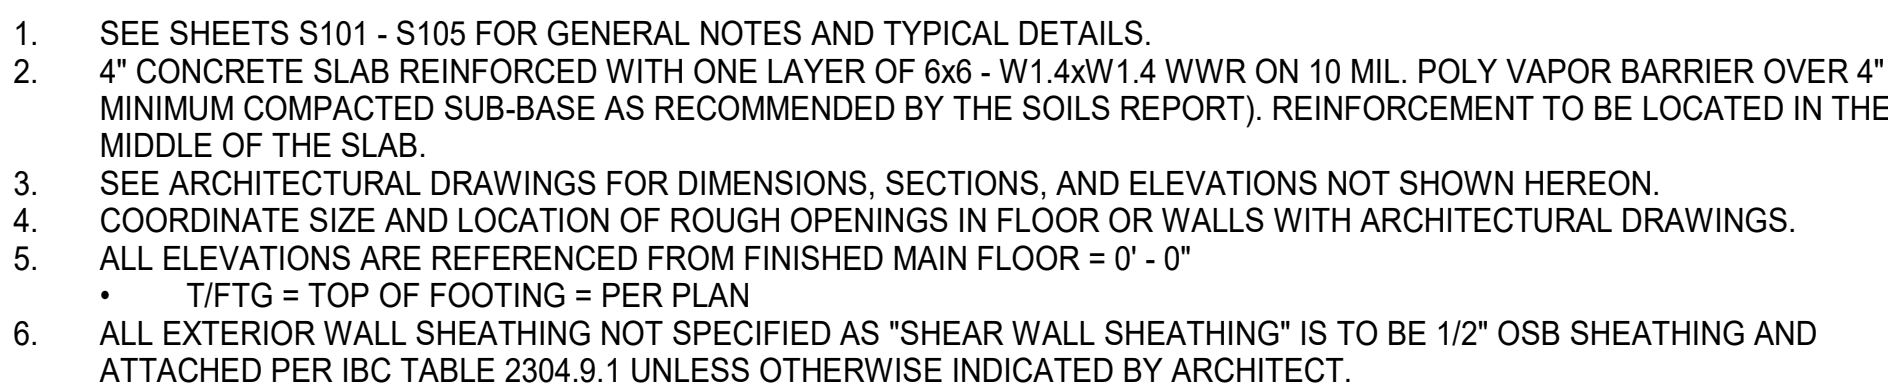 1. SEE SHEETS S101 - S105 FOR GENERAL NOTES AND TYPICAL DETAILS.
2. 4" CONCRETE SLAB REINFORCED WITH ONE LAYER OF 6x6 - W1.4xW1.4 WWR ON 10 MIL. POLY VAPOR BARRIER OVER 4"
MINIMUM COMPACTED SUB-BASE AS RECOMMENDED BY THE SOILS REPORT). REINFORCEMENT TO BE LOCATED IN THE
MIDDLE OF THE SLAB.
3. SEE ARCHITECTURAL DRAWINGS FOR DIMENSIONS, SECTIONS, AND ELEVATIONS NOT SHOWN HEREON.
4. COORDINATE SIZE AND LOCATION OF ROUGH OPENINGS IN FLOOR OR WALLS WITH ARCHITECTURAL DRAWINGS.
5. ALL ELEVATIONS ARE REFERENCED FROM FINISHED MAIN FLOOR = 0' - 0"
• T/FTG = TOP OF FOOTING = PER PLAN
6. ALL EXTERIOR WALL SHEATHING NOT SPECIFIED AS "SHEAR WALL SHEATHING" IS TO BE 1/2" OSB SHEATHING AND
ATTACHED PER IBC TABLE 2304.9.1 UNLESS OTHERWISE INDICATED BY ARCHITECT.